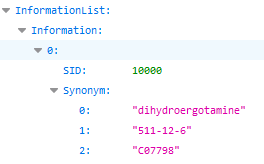 InformationList:
Information:
0:
SID: 10000
Synonym:
0: "dihydroergotamine"
1: "511-12-6"
2: "C07798"